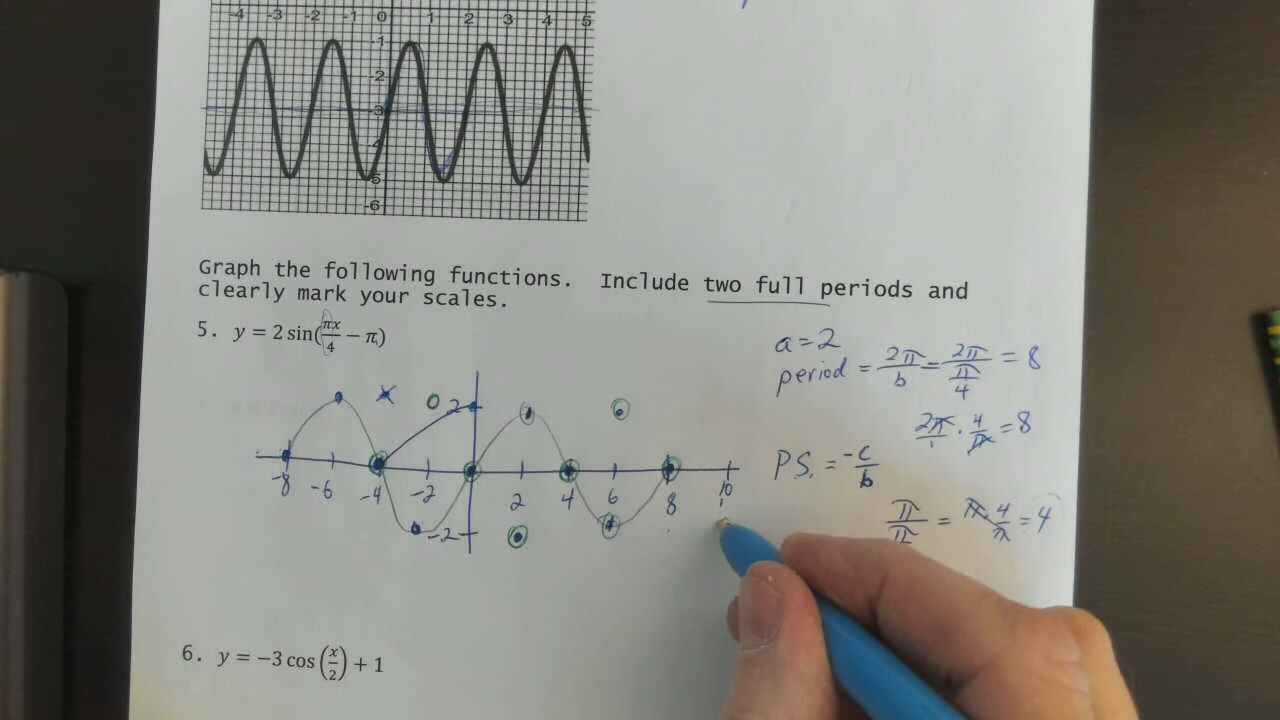 -4 -3 -2 -1 0 1 2 3 4 5
-1
-2
-3
-4
-5
-6
Graph the following functions. Include two full periods and
clearly mark your scales.
5. y = 2 sin(πx/4 − π)
a = 2
period = 2π/b = 2π/(π/4) = 8
2π/1 · 4/π = 8
P.S. = -c/b
π/π = π · 4/π = 4
2
-8 -6 -4 -2 2 4 6 8 10
-2
6. y = −3 cos(x/2) + 1